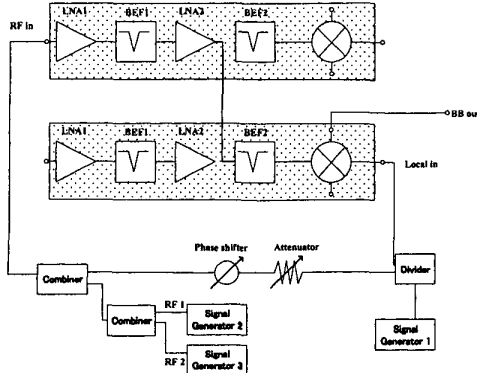 LNA1 BEF1 LNA2 BEF2
RF in
LNA1 BEF1 LNA2 BEF2
BB ou
Local in
Phase shifter
Attenuator
Combiner
Divider
RF 1
Combiner
Signal
Generator 2
Signal
Generator 1
RF 2
Signal
Generator 3